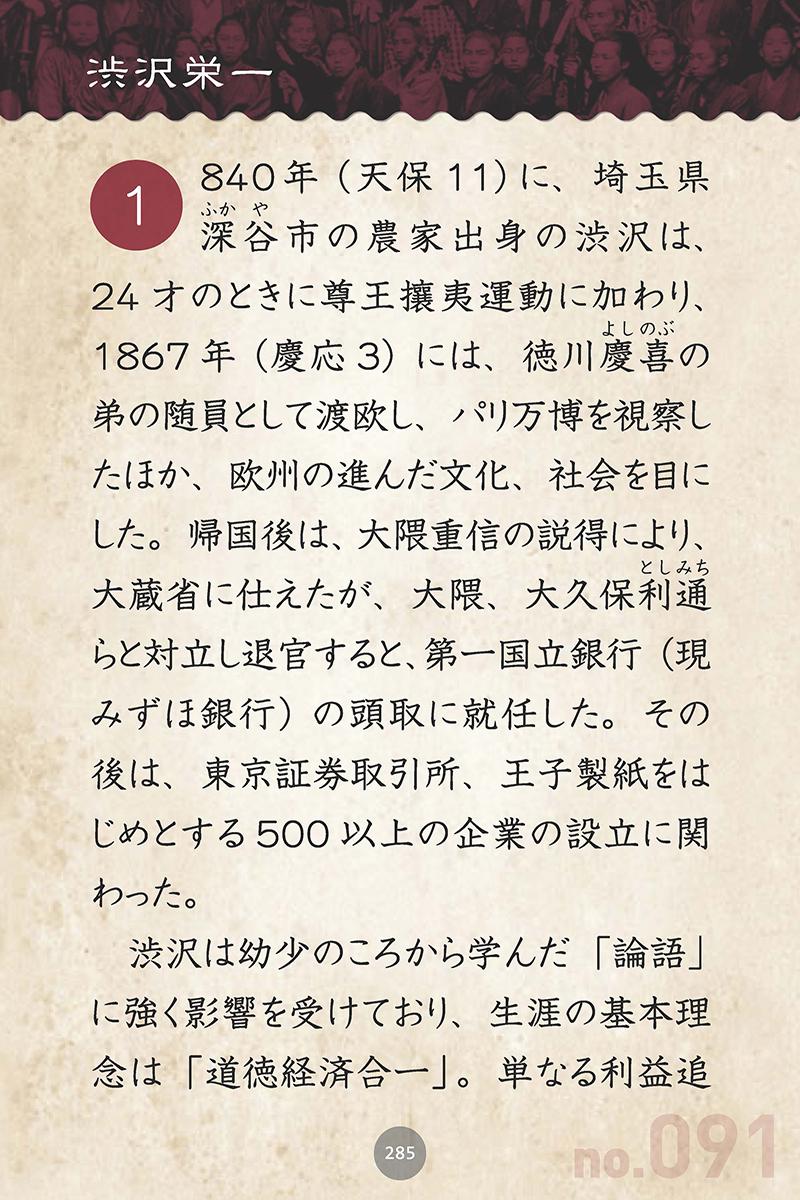 渋沢栄一
1840年(天保11)に、埼玉県
ふかや
深谷市の農家出身の渋沢は、
24才のときに尊王攘夷運動に加わり、
よしのぶ
1867年(慶応3)には、徳川慶喜の
弟の随員として渡欧し、パリ万博を視察し
たほか、欧州の進んだ文化、社会を目に
した。帰国後は、大隈重信の説得により、
としみち
大蔵省に仕えたが、大隈、大久保利通
らと対立し退官すると、第一国立銀行(現
みずほ銀行)の頭取に就任した。その
後は、東京証券取引所、王子製紙をは
じめとする500以上の企業の設立に関
わった。
渋沢は幼少のころから学んだ「論語」
に強く影響を受けており、生涯の基本理
念は「道徳経済合一」。単なる利益追
285
no.091